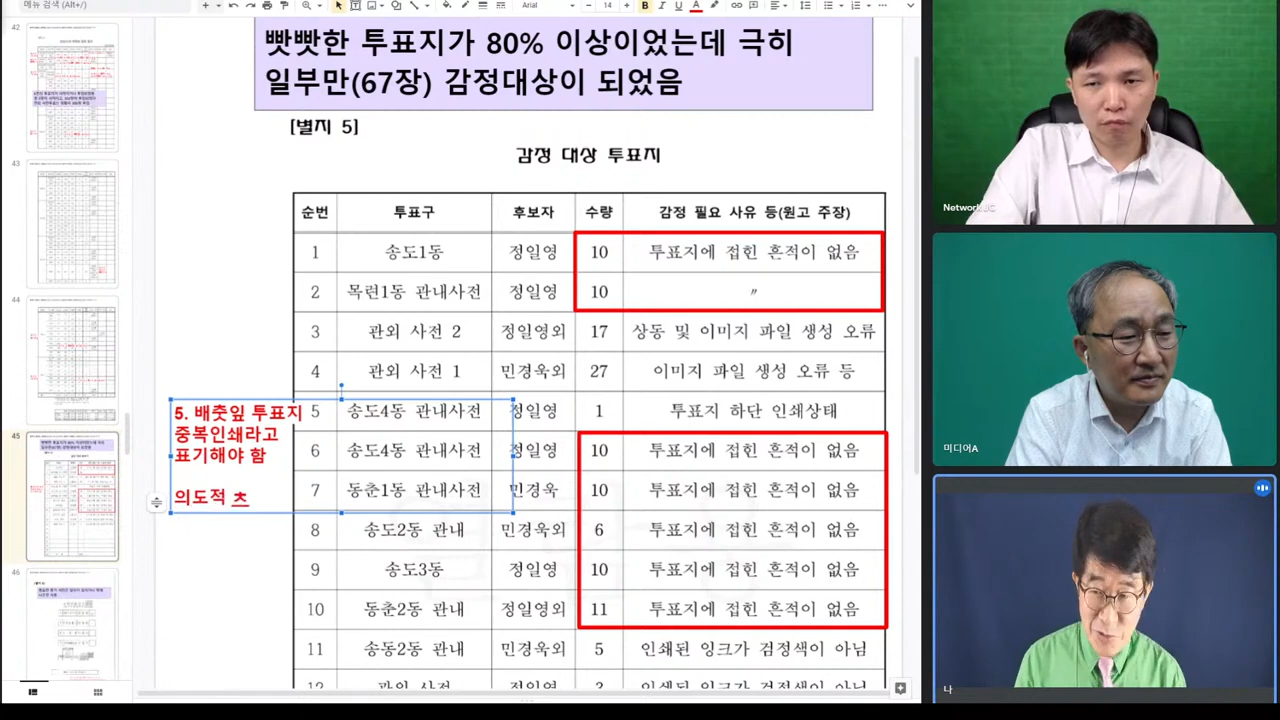 메뉴 검색 (Alt+/)
Arial
14
빳빳한 투표지가 80% 이상이었는데 극히
일부만(67장) 감정대상이 되었음
[별지 5]
감정 대상 투표지
순번 투표구 후보자 수량 감정 필요 사유 등(원고 주장)
1 송도1동 정일영 10 투표지에 접힌 흔적이 없음
2 목련1동 관내사전 정일영 10 〃
3 관외 사전 2 정일영외 17 상동 및 이미지 파일 생성 오류
4 관외 사전 1 민경욱외 27 이미지 파일 생성 오류 등
5 송도4동 관내사전 정일영 1 투표지 하단 인쇄상태
6 송도4동 관내사전 정일영 10 투표지에 접힌 흔적이 없음
7 동춘1동 관내사전 민경욱 10 투표지에 접힌 흔적이 없음
8 송도2동 관내 민경욱외 6 투표지에 접힌 흔적이 없음
9 송도3동 정일영 10 투표지에 접힌 흔적이 없음
10 동춘2동 관내 정일영외 11 투표지에 접힌 흔적이 없음
11 송동2동 관내 민경욱외 5 인쇄된 잉크가 검정색이 아님
5. 배춧잎 투표지
중복인쇄라고
표기해야 함
의도적 ㅊ
42
43
44
45
46
미디어A
나